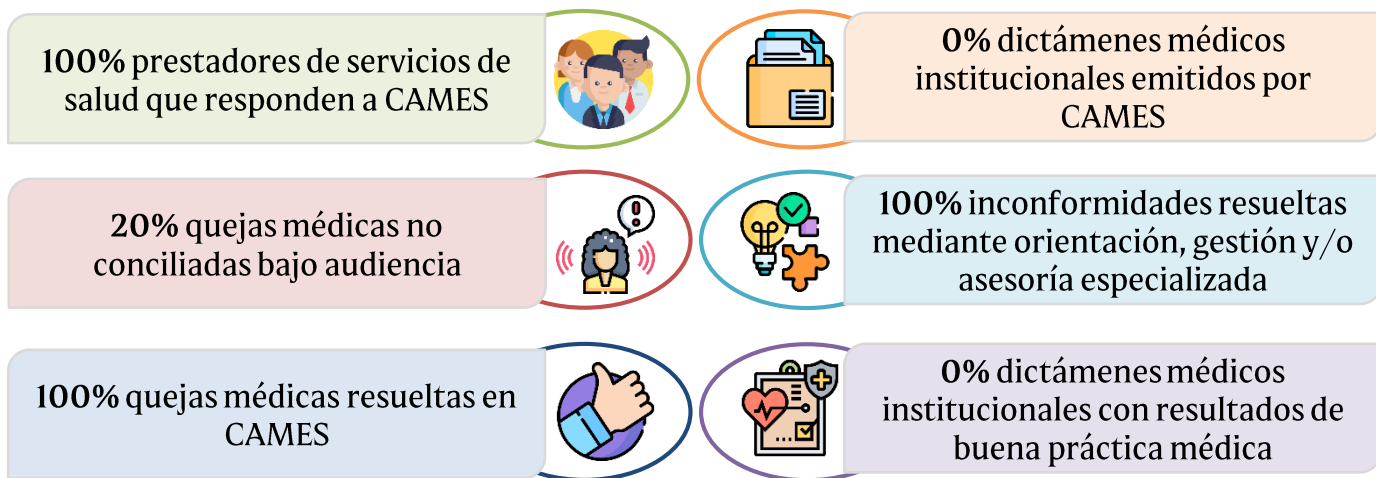 100% prestadores de servicios de
salud que responden a CAMES
0% dictámenes médicos
institucionales emitidos por
CAMES
20% quejas médicas no
conciliadas bajo audiencia
100% inconformidades resueltas
mediante orientación, gestión y/o
asesoría especializada
100% quejas médicas resueltas en
CAMES
0% dictámenes médicos
institucionales con resultados de
buena práctica médica